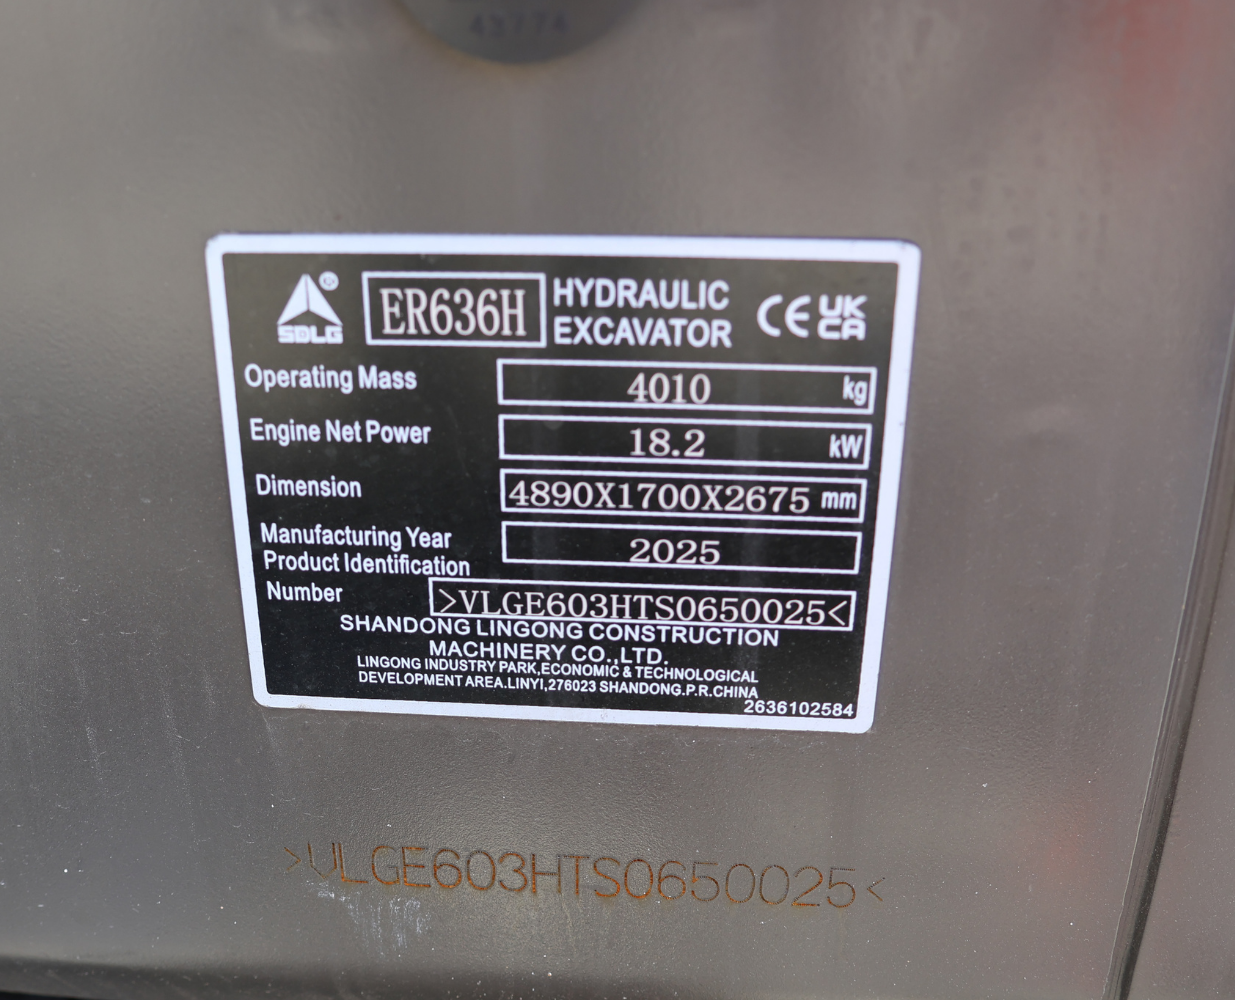 42774
SDLG
ER636H
HYDRAULIC
EXCAVATOR
CE UK
CA
Operating Mass 4010 kg
Engine Net Power 18.2 kW
Dimension 4890X1700X2675 mm
Manufacturing Year 2025
Product Identification
Number >VLGE603HTS0650025<
SHANDONG LINGONG CONSTRUCTION
MACHINERY CO.,LTD.
LINGONG INDUSTRY PARK,ECONOMIC & TECHNOLOGICAL
DEVELOPMENT AREA.LINYI,276023 SHANDONG.P.R.CHINA
2636102584
>VLGE603HTS0650025<